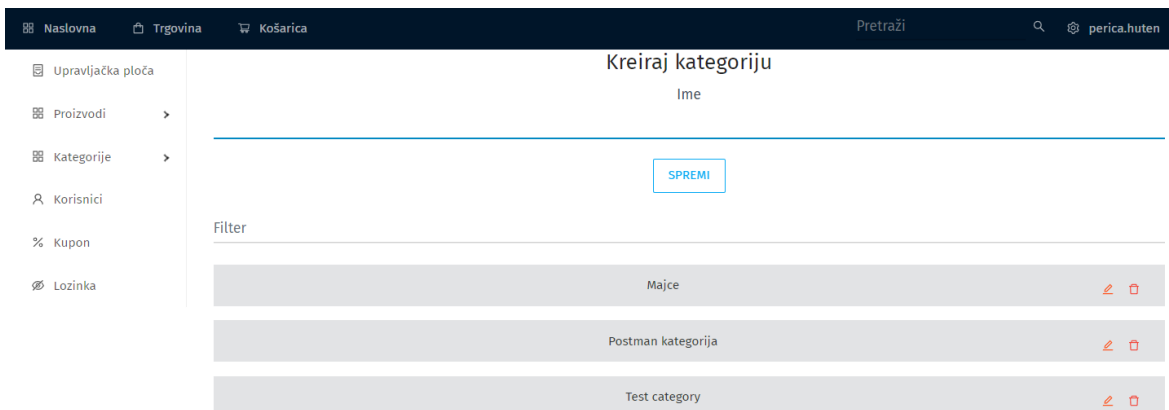 Naslovna Trgovina Košarica Pretraži perica.huten
Upravljačka ploča
Proizvodi
Kategorije
Korisnici
Kupon
Lozinka
Kreiraj kategoriju
Ime
SPREMI
Filter
Majce
Postman kategorija
Test category